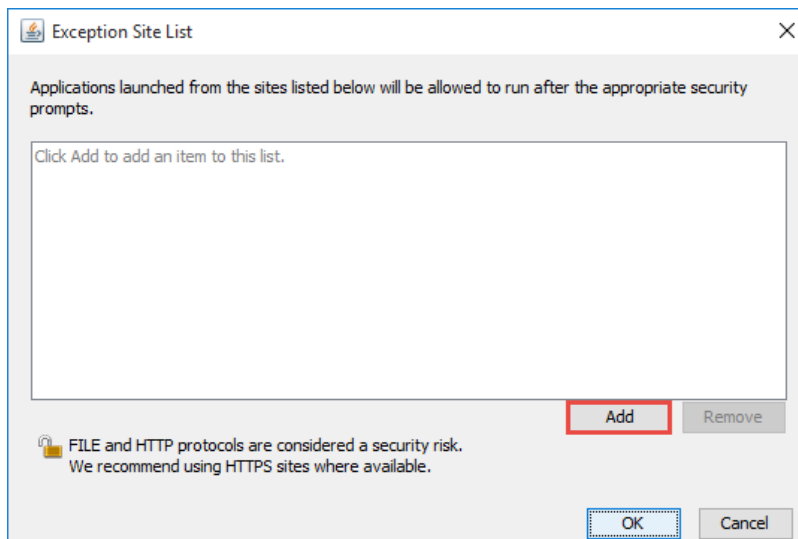 Exception Site List
Applications launched from the sites listed below will be allowed to run after the appropriate security
prompts.
Click Add to add an item to this list.
Add Remove
FILE and HTTP protocols are considered a security risk.
We recommend using HTTPS sites where available.
OK Cancel